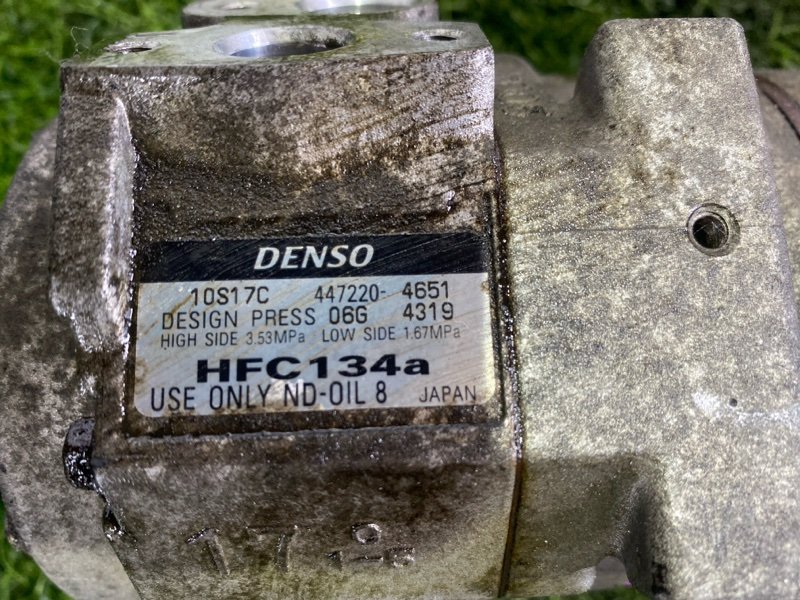 DENSO
10S17C 447220- 4651
DESIGN PRESS 06G 4319
HIGH SIDE 3.53MPa LOW SIDE 1.67MPa
HFC134a
USE ONLY ND-OIL 8 JAPAN
17